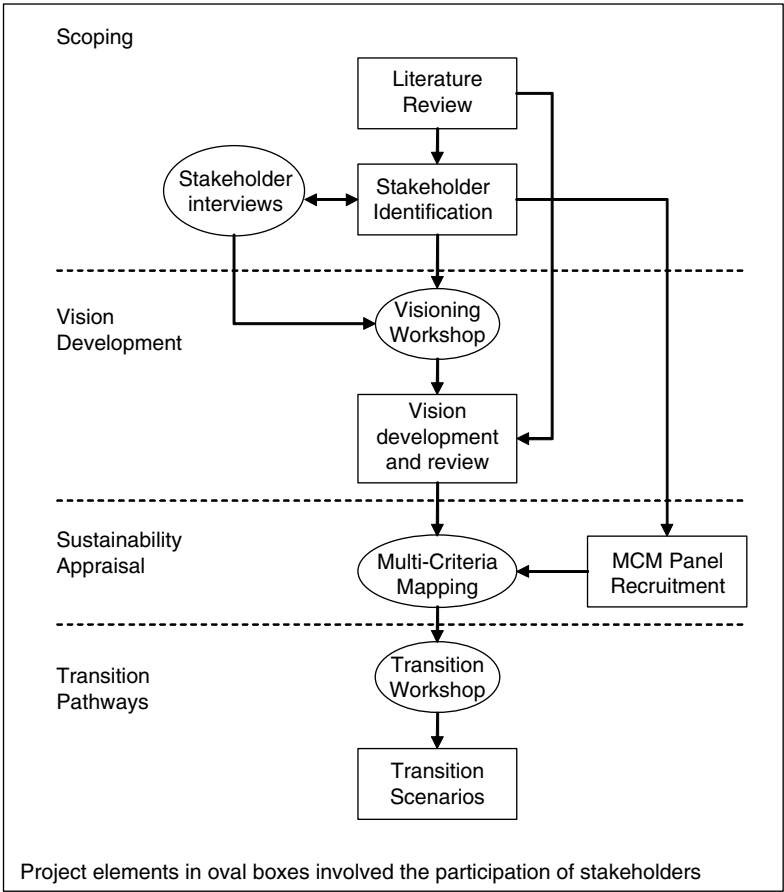 Scoping
Literature
Review
Stakeholder
interviews
Stakeholder
Identification
Vision
Development
Visioning
Workshop
Vision
development
and review
Sustainability
Appraisal
Multi-Criteria
Mapping
MCM Panel
Recruitment
Transition
Pathways
Transition
Workshop
Transition
Scenarios
Project elements in oval boxes involved the participation of stakeholders